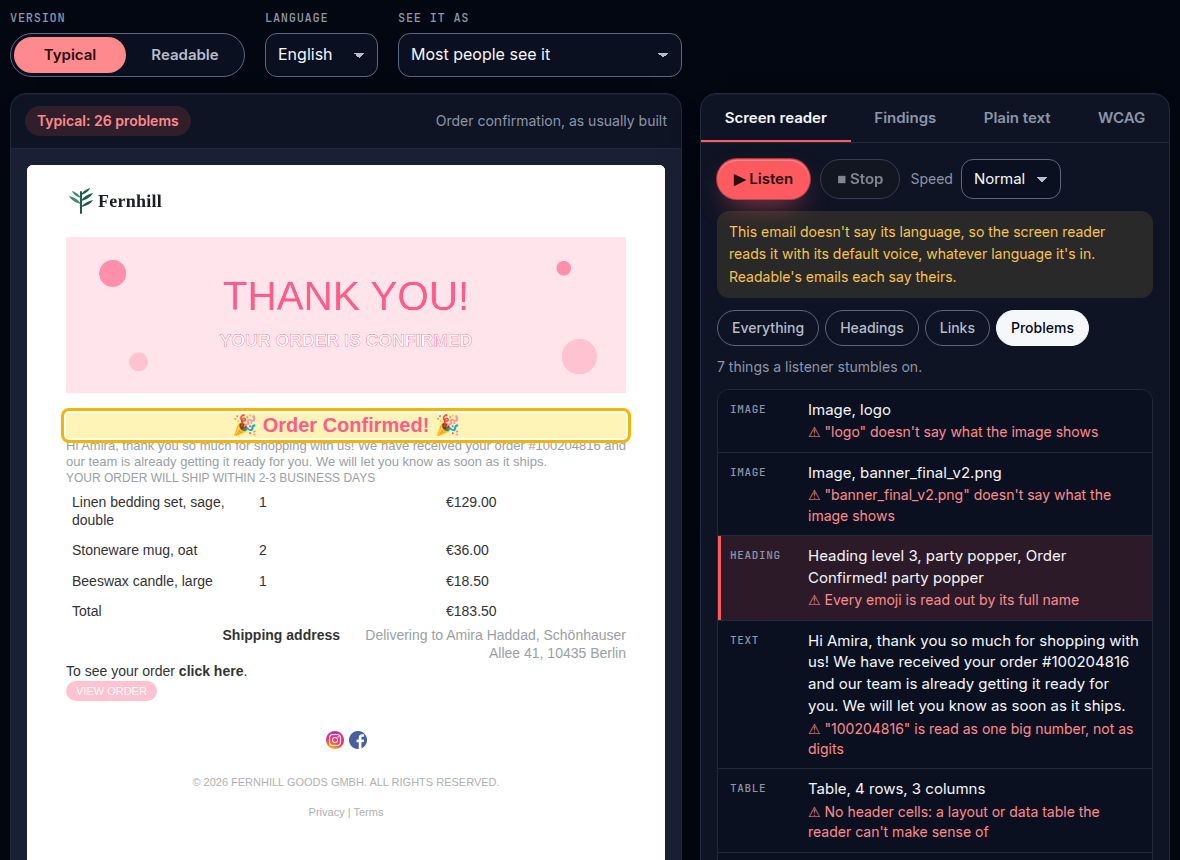 VERSION
LANGUAGE
SEE IT AS
Typical
Readable
English
Most people see it
Typical: 26 problems
Order confirmation, as usually built
Fernhill
THANK YOU!
YOUR ORDER IS CONFIRMED
🎉 Order Confirmed! 🎉
Hi Amira, thank you so much for shopping with us! We have received your order #100204816 and
our team is already getting it ready for you. We will let you know as soon as it ships.
YOUR ORDER WILL SHIP WITHIN 2-3 BUSINESS DAYS
Linen bedding set, sage, double 1 €129.00
Stoneware mug, oat 2 €36.00
Beeswax candle, large 1 €18.50
Total €183.50
Shipping address
Delivering to Amira Haddad, Schönhauser
Allee 41, 10435 Berlin
To see your order click here.
VIEW ORDER
© 2026 FERNHILL GOODS GMBH. ALL RIGHTS RESERVED.
Privacy | Terms
Screen reader
Findings
Plain text
WCAG
▶ Listen
■ Stop
Speed
Normal
This email doesn't say its language, so the screen reader
reads it with its default voice, whatever language it's in.
Readable's emails each say theirs.
Everything
Headings
Links
Problems
7 things a listener stumbles on.
IMAGE
Image, logo
⚠ "logo" doesn't say what the image shows
IMAGE
Image, banner_final_v2.png
⚠ "banner_final_v2.png" doesn't say what the
image shows
HEADING
Heading level 3, party popper, Order
Confirmed! party popper
⚠ Every emoji is read out by its full name
TEXT
Hi Amira, thank you so much for shopping with
us! We have received your order #100204816
and our team is already getting it ready for
you. We will let you know as soon as it ships.
⚠ "100204816" is read as one big number, not as
digits
TABLE
Table, 4 rows, 3 columns
⚠ No header cells: a layout or data table the
reader can't make sense of